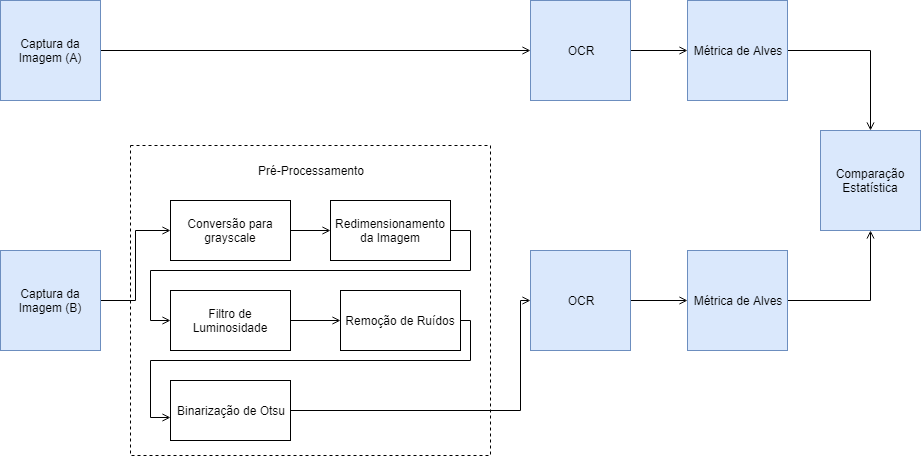 Captura da
Imagem (A)
OCR
Métrica de Alves
Comparação
Estatística
Pré-Processamento
Conversão para
grayscale
Redimensionamento
da Imagem
Captura da
Imagem (B)
Filtro de
Luminosidade
Remoção de Ruídos
Binarização de Otsu
OCR
Métrica de Alves